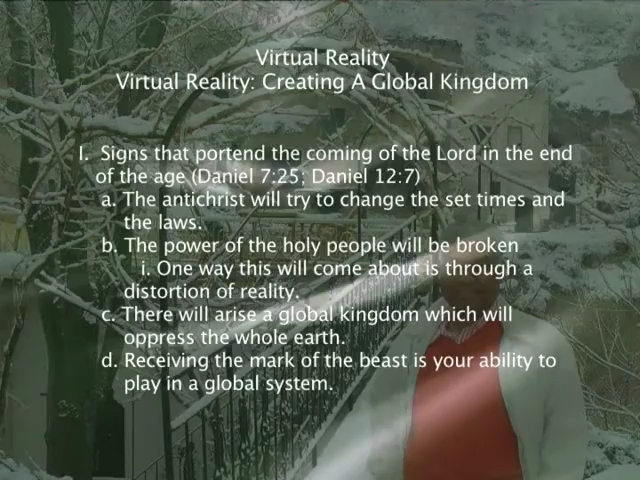 Virtual Reality
Virtual Reality: Creating A Global Kingdom
I. Signs that portend the coming of the Lord in the end
of the age (Daniel 7:25; Daniel 12:7)
a. The antichrist will try to change the set times and
the laws.
b. The power of the holy people will be broken
i. One way this will come about is through a
distortion of reality.
c. There will arise a global kingdom which will
oppress the whole earth.
d. Receiving the mark of the beast is your ability to
play in a global system.